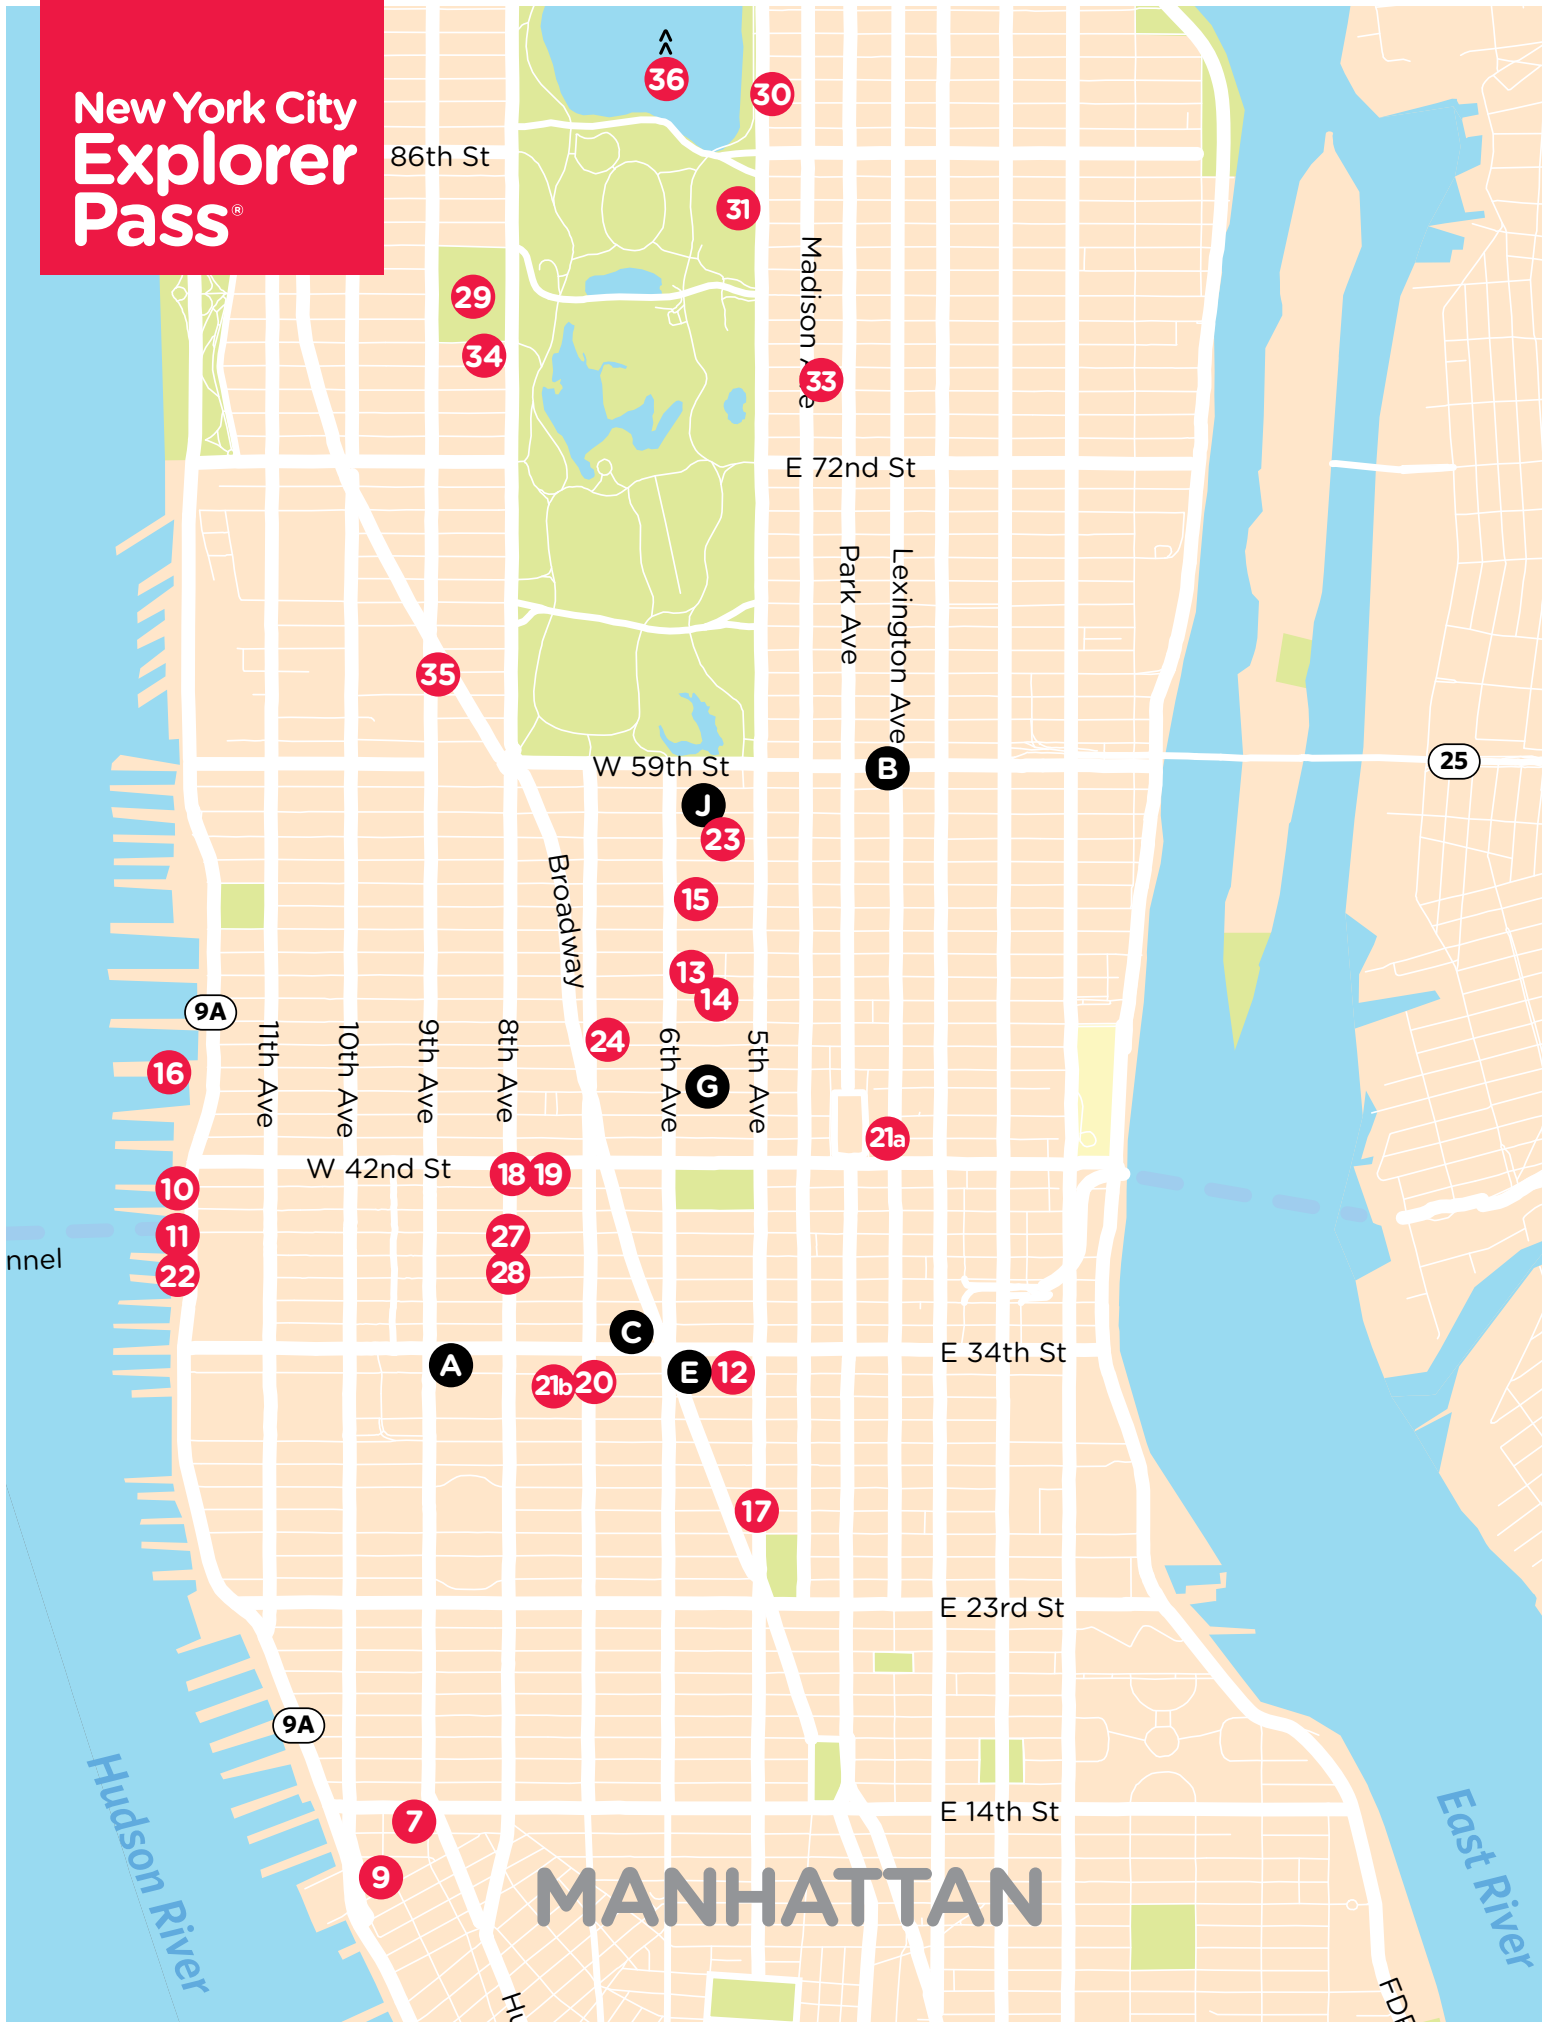 New York City
Explorer
Pass®
36
30
86th St
31
29
34
Madison Ave
33
E 72nd St
Park Ave
Lexington Ave
35
W 59th St
B
25
J
23
15
Broadway
13
14
9A
11th Ave
10th Ave
9th Ave
8th Ave
24
6th Ave
5th Ave
16
G
21a
W 42nd St
18
19
10
11
27
nnel
22
28
C
E 34th St
A
E
12
21b
20
17
E 23rd St
9A
Hudson River
7
E 14th St
East River
9
MANHATTAN
FDR
Hu